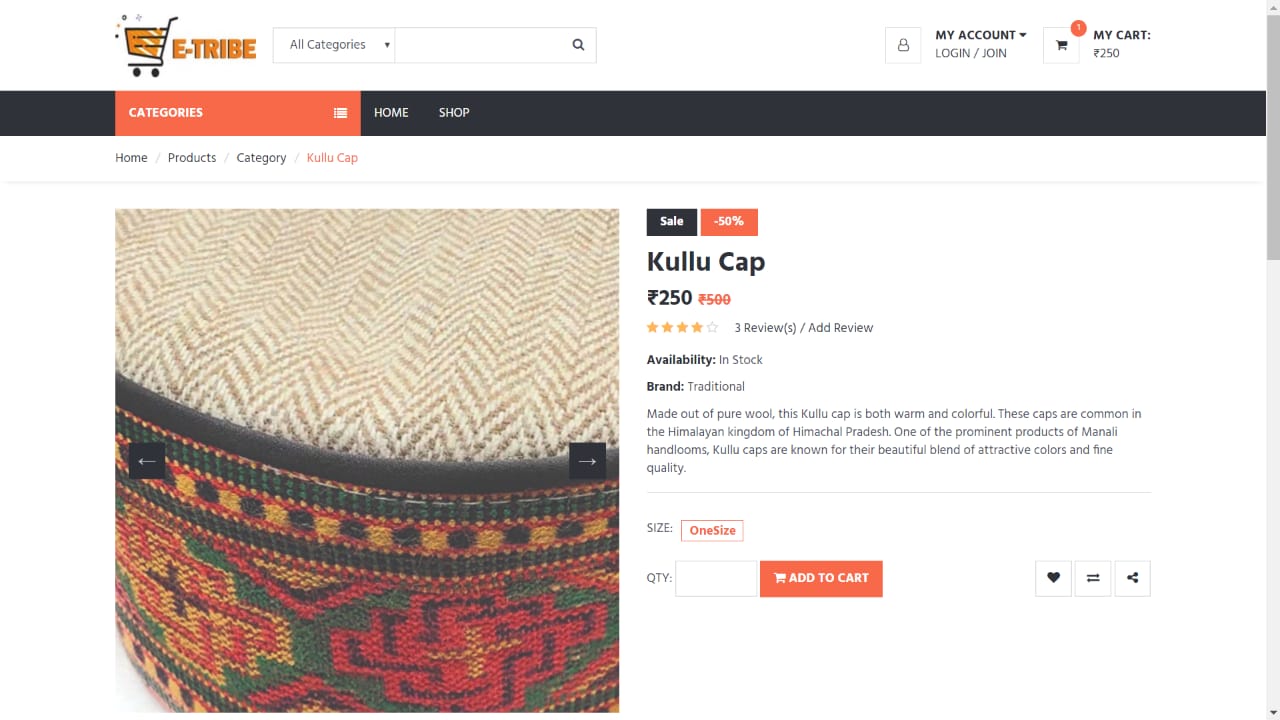 E-TRIBE
All Categories
MY ACCOUNT
LOGIN / JOIN
1
MY CART:
₹250
CATEGORIES
HOME
SHOP
Home / Products / Category / Kullu Cap
Sale
-50%
Kullu Cap
₹250 ₹500
3 Review(s) / Add Review
Availability: In Stock
Brand: Traditional
Made out of pure wool, this Kullu cap is both warm and colorful. These caps are common in
the Himalayan kingdom of Himachal Pradesh. One of the prominent products of Manali
handlooms, Kullu caps are known for their beautiful blend of attractive colors and fine
quality.
SIZE: OneSize
QTY:
ADD TO CART